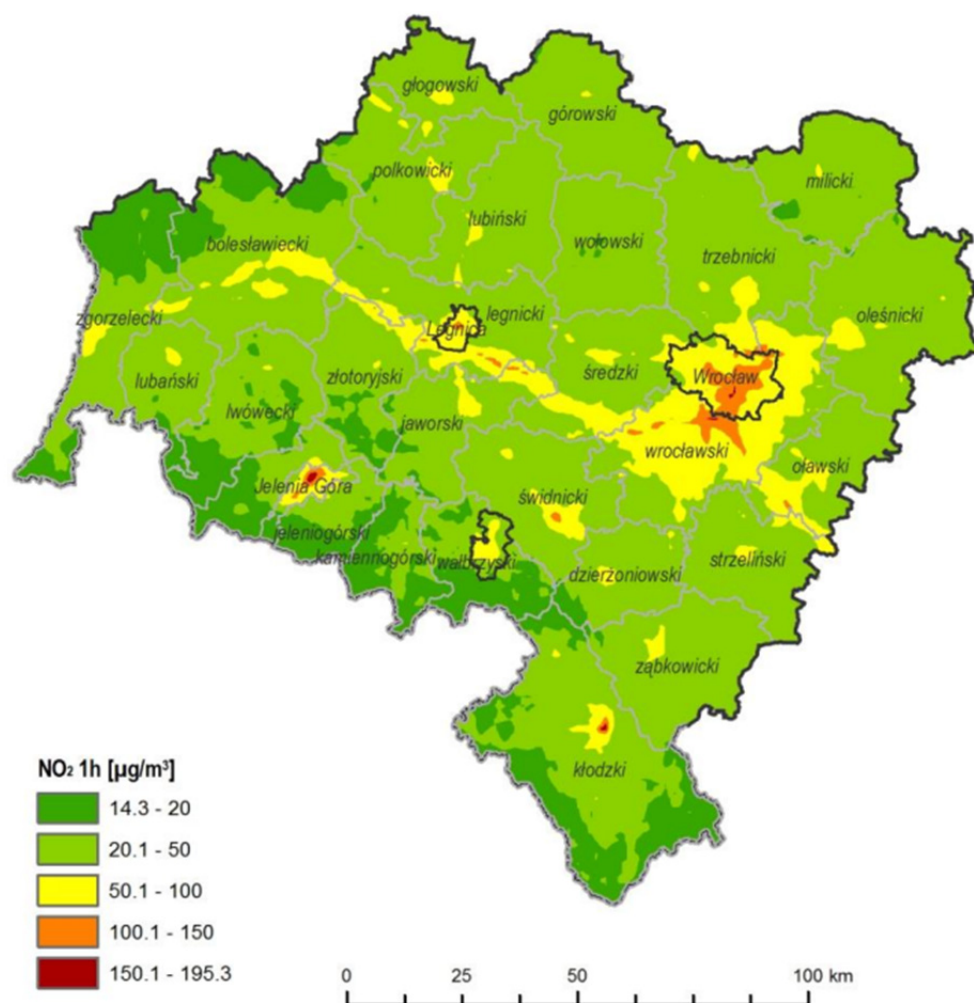 głogowski
górowski
polkowicki
milicki
lubiński
bolesławiecki
wołowski
trzebnicki
zgorzelecki
legnicki
Legnica
oleśnicki
lubański
złotoryjski
średzki
Wrocław
lwówecki
jaworski
wrocławski
oławski
Jelenia Góra
świdnicki
jeleniogórski
kamiennogórski
wałbrzyski
dzierżoniowski
strzeliński
ząbkowicki
kłodzki
NO₂ 1h [µg/m³]
14.3 - 20
20.1 - 50
50.1 - 100
100.1 - 150
150.1 - 195.3
0 25 50 100 km